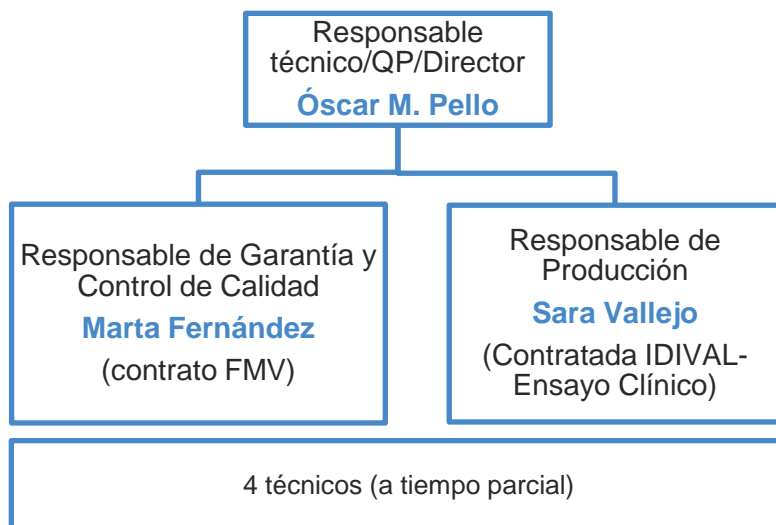 Responsable
técnico/QP/Director
Óscar M. Pello
Responsable de Garantía y
Control de Calidad
Marta Fernández
(contrato FMV)
Responsable de
Producción
Sara Vallejo
(Contratada IDIVAL-
Ensayo Clínico)
4 técnicos (a tiempo parcial)